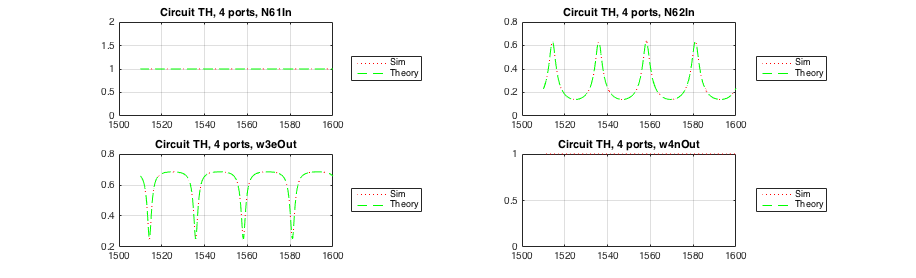 Circuit TH, 4 ports, N61In
2
1.5
1
0.5
0
1500 1520 1540 1560 1580 1600
Sim
Theory
Circuit TH, 4 ports, N62In
0.8
0.6
0.4
0.2
0
1500 1520 1540 1560 1580 1600
Sim
Theory
Circuit TH, 4 ports, w3eOut
0.8
0.6
0.4
0.2
1500 1520 1540 1560 1580 1600
Sim
Theory
Circuit TH, 4 ports, w4nOut
1
0.5
0
1500 1520 1540 1560 1580 1600
Sim
Theory